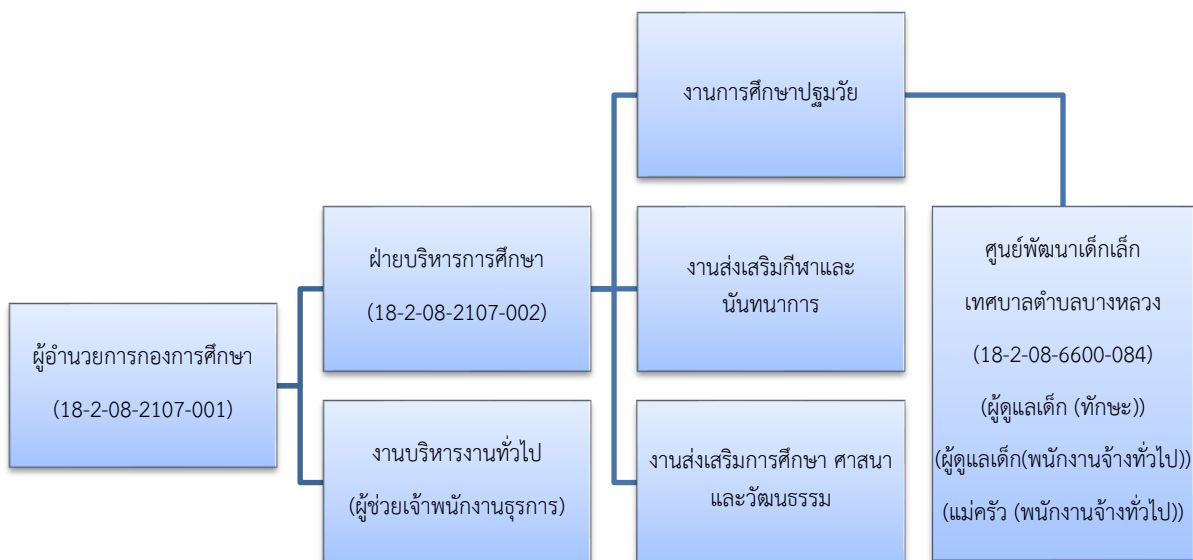 งานการศึกษาปฐมวัย
ฝ่ายบริหารการศึกษา
(18-2-08-2107-002)
งานส่งเสริมกีฬาและ
นันทนาการ
ศูนย์พัฒนาเด็กเล็ก
เทศบาลตำบลบางหลวง
(18-2-08-6600-084)
(ผู้ดูแลเด็ก (ทักษะ))
(ผู้ดูแลเด็ก(พนักงานจ้างทั่วไป))
(แม่ครัว (พนักงานจ้างทั่วไป))
ผู้อำนวยการกองการศึกษา
(18-2-08-2107-001)
งานบริหารงานทั่วไป
(ผู้ช่วยเจ้าพนักงานธุรการ)
งานส่งเสริมการศึกษา ศาสนา
และวัฒนธรรม